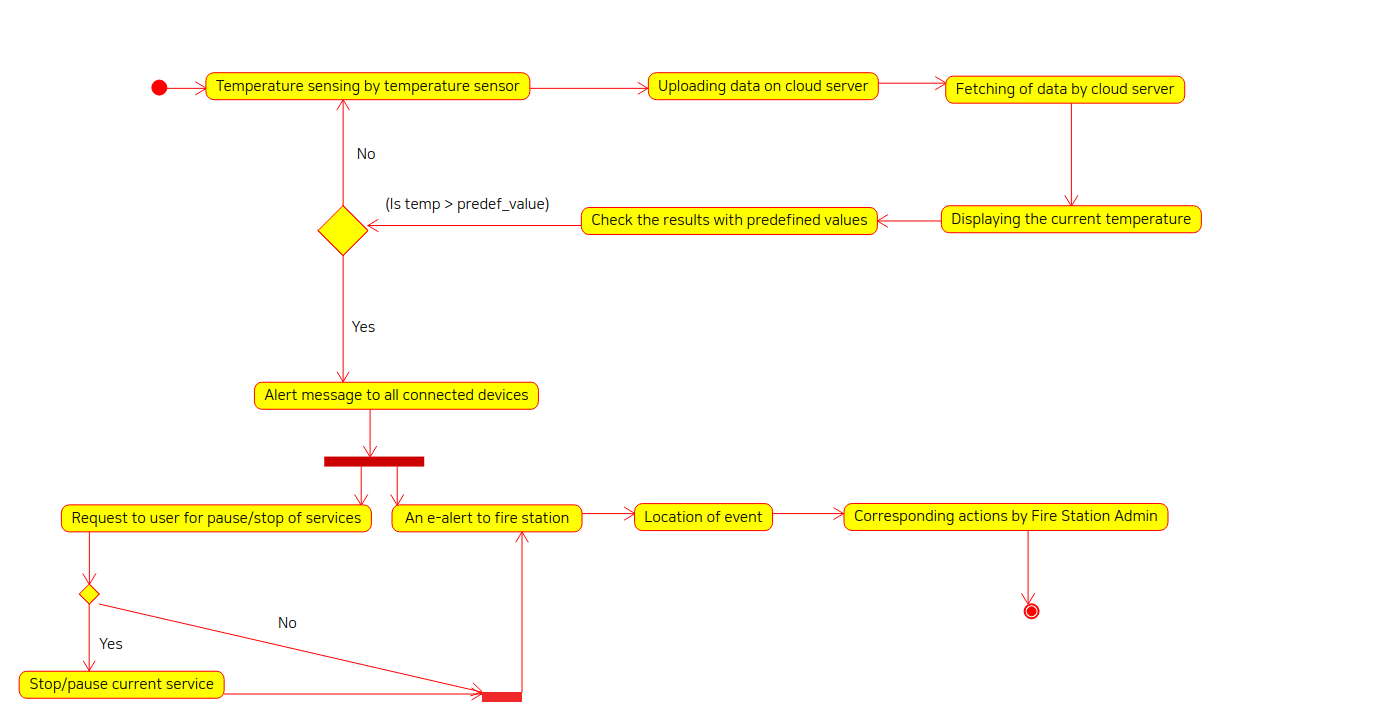 Temperature sensing by temperature sensor
Uploading data on cloud server
Fetching of data by cloud server
No
(Is temp > predef_value)
Check the results with predefined values
Displaying the current temperature
Yes
Alert message to all connected devices
Request to user for pause/stop of services
An e-alert to fire station
Location of event
Corresponding actions by Fire Station Admin
No
Yes
Stop/pause current service